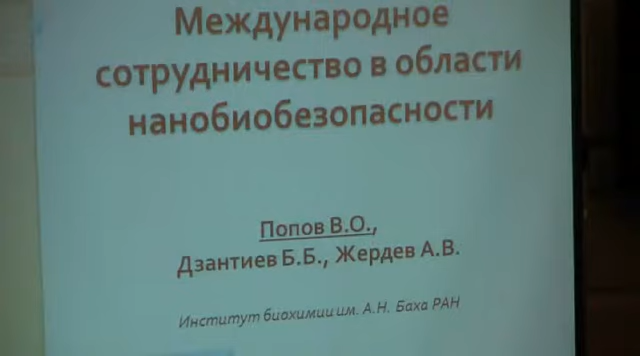 Международное
сотрудничество в области
нанобиобезопасности
Попов В.О.,
Дзантиев Б.Б., Жердев А.В.
Институт биохимии им. А.Н. Баха РАН